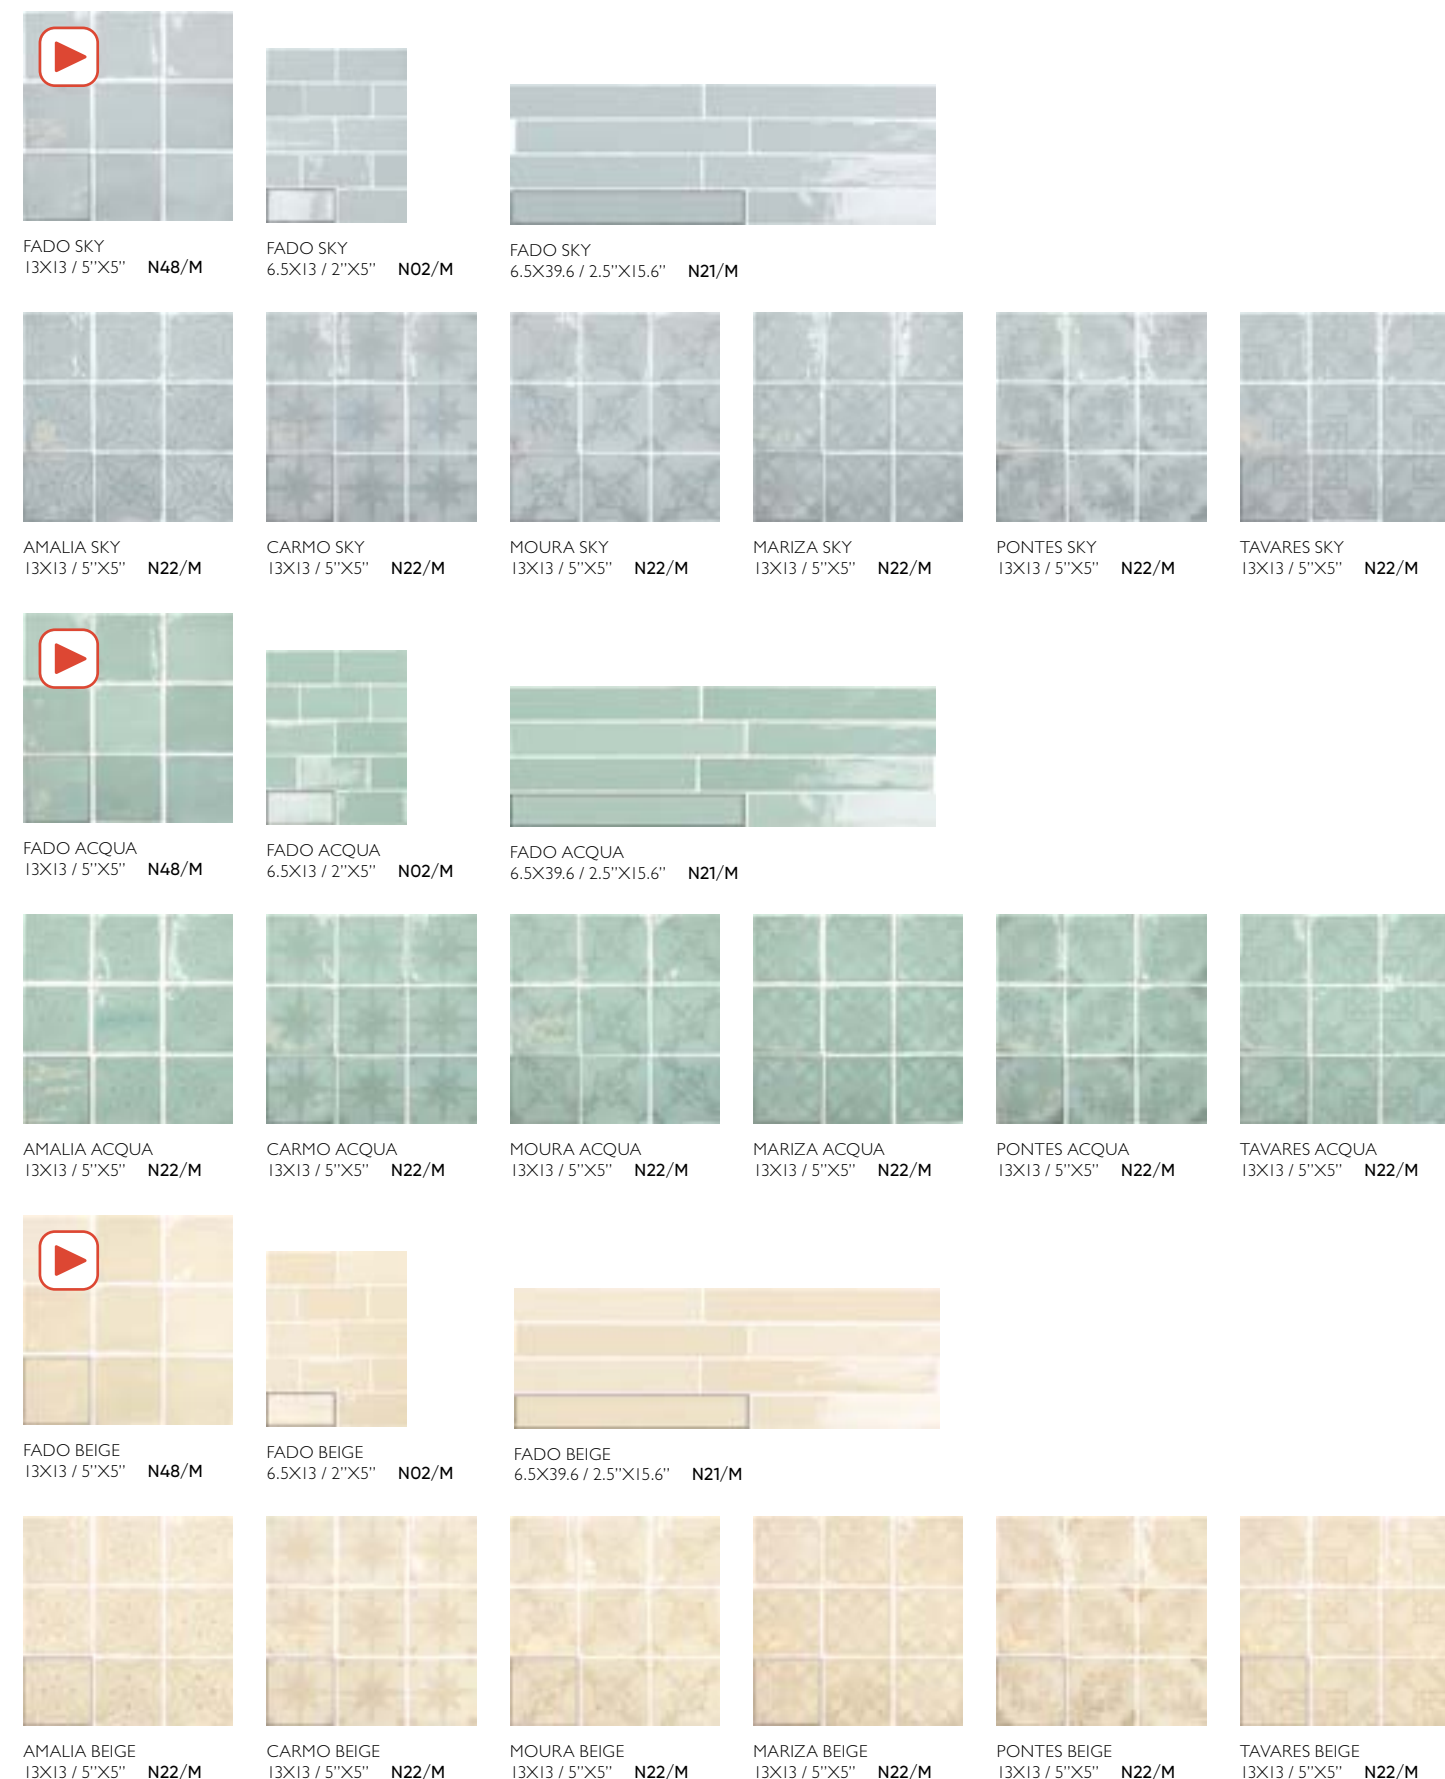 FADO SKY
13X13 / 5”X5” N48/M
FADO SKY
6.5X13 / 2”X5” N02/M
FADO SKY
6.5X39.6 / 2.5”X15.6” N21/M
AMALIA SKY
13X13 / 5”X5” N22/M
CARMO SKY
13X13 / 5”X5” N22/M
MOURA SKY
13X13 / 5”X5” N22/M
MARIZA SKY
13X13 / 5”X5” N22/M
PONTES SKY
13X13 / 5”X5” N22/M
TAVARES SKY
13X13 / 5”X5” N22/M
FADO ACQUA
13X13 / 5”X5” N48/M
FADO ACQUA
6.5X13 / 2”X5” N02/M
FADO ACQUA
6.5X39.6 / 2.5”X15.6” N21/M
AMALIA ACQUA
13X13 / 5”X5” N22/M
CARMO ACQUA
13X13 / 5”X5” N22/M
MOURA ACQUA
13X13 / 5”X5” N22/M
MARIZA ACQUA
13X13 / 5”X5” N22/M
PONTES ACQUA
13X13 / 5”X5” N22/M
TAVARES ACQUA
13X13 / 5”X5” N22/M
FADO BEIGE
13X13 / 5”X5” N48/M
FADO BEIGE
6.5X13 / 2”X5” N02/M
FADO BEIGE
6.5X39.6 / 2.5”X15.6” N21/M
AMALIA BEIGE
13X13 / 5”X5” N22/M
CARMO BEIGE
13X13 / 5”X5” N22/M
MOURA BEIGE
13X13 / 5”X5” N22/M
MARIZA BEIGE
13X13 / 5”X5” N22/M
PONTES BEIGE
13X13 / 5”X5” N22/M
TAVARES BEIGE
13X13 / 5”X5” N22/M